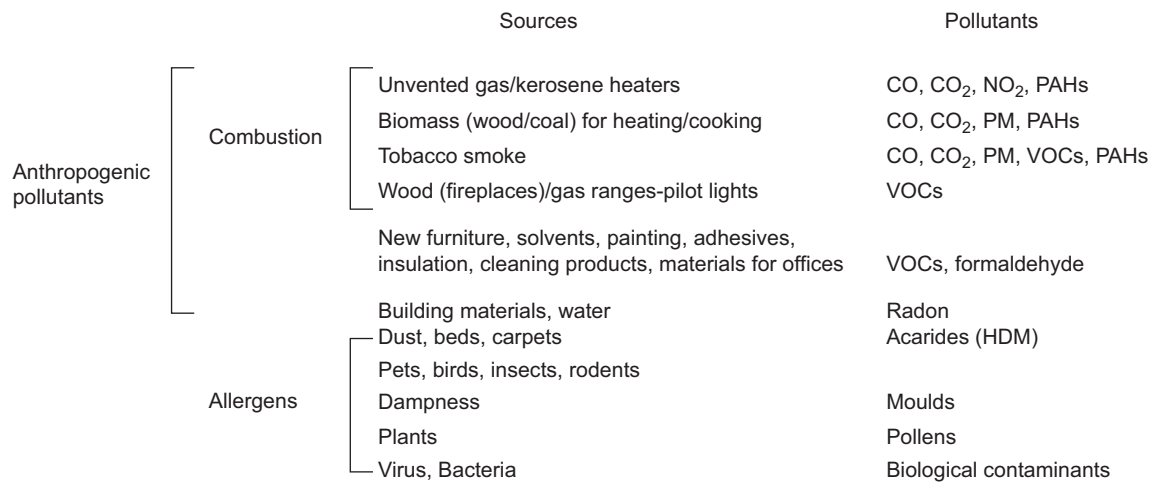 Sources Pollutants
Unvented gas/kerosene heaters CO, CO₂, NO₂, PAHs
Combustion Biomass (wood/coal) for heating/cooking CO, CO₂, PM, PAHs
Anthropogenic
pollutants
Tobacco smoke CO, CO₂, PM, VOCs, PAHs
Wood (fireplaces)/gas ranges-pilot lights VOCs
New furniture, solvents, painting, adhesives,
insulation, cleaning products, materials for offices VOCs, formaldehyde
Building materials, water Radon
Dust, beds, carpets Acarides (HDM)
Pets, birds, insects, rodents
Allergens Dampness Moulds
Plants Pollens
Virus, Bacteria Biological contaminants